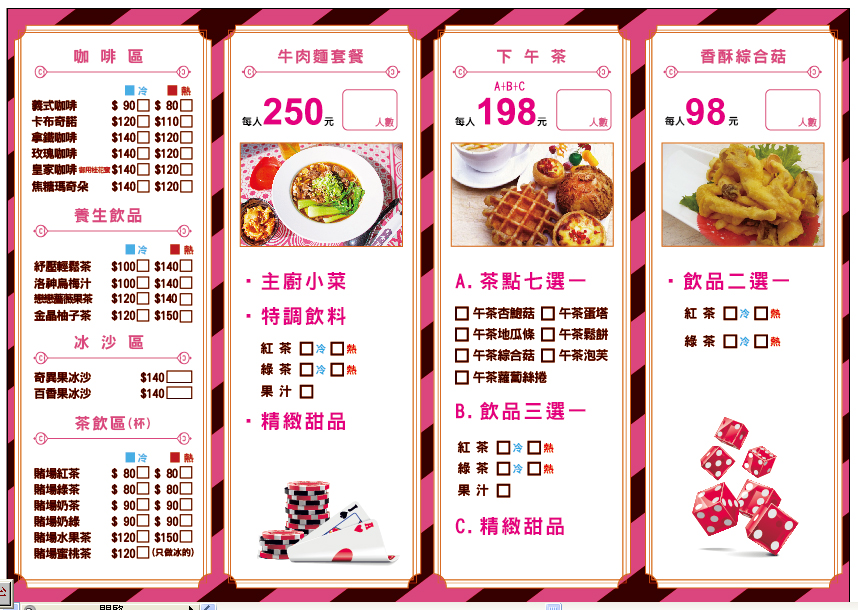 咖啡區
冷 熱
義式咖啡 $ 90 $ 80
卡布奇諾 $120 $110
拿鐵咖啡 $140 $120
玫瑰咖啡 $140 $120
皇家咖啡 御用桂花蜜 $140 $120
焦糖瑪奇朵 $140 $120
養生飲品
冷 熱
紓壓輕鬆茶 $100 $140
洛神烏梅汁 $100 $140
戀戀薔薇果茶 $120 $140
金晶柚子茶 $120 $150
冰沙區
奇異果冰沙 $140
百香果冰沙 $140
茶飲區(杯)
冷 熱
賭場紅茶 $ 80 $ 80
賭場綠茶 $ 80 $ 80
賭場奶茶 $ 90 $ 90
賭場奶綠 $ 90 $ 90
賭場水果茶 $120 $150
賭場蜜桃茶 $120 (只做冰的)
牛肉麵套餐
每人250元 人數
・主廚小菜
・特調飲料
紅茶 冷 熱
綠茶 冷 熱
果汁
・精緻甜品
下午茶
A+B+C
每人198元 人數
A.茶點七選一
午茶杏鮑菇 午茶蛋塔
午茶地瓜條 午茶鬆餅
午茶綜合菇 午茶泡芙
午茶蘿蔔絲捲
B.飲品三選一
紅茶 冷 熱
綠茶 冷 熱
果汁
C.精緻甜品
香酥綜合菇
每人98元 人數
・飲品二選一
紅茶 冷 熱
綠茶 冷 熱